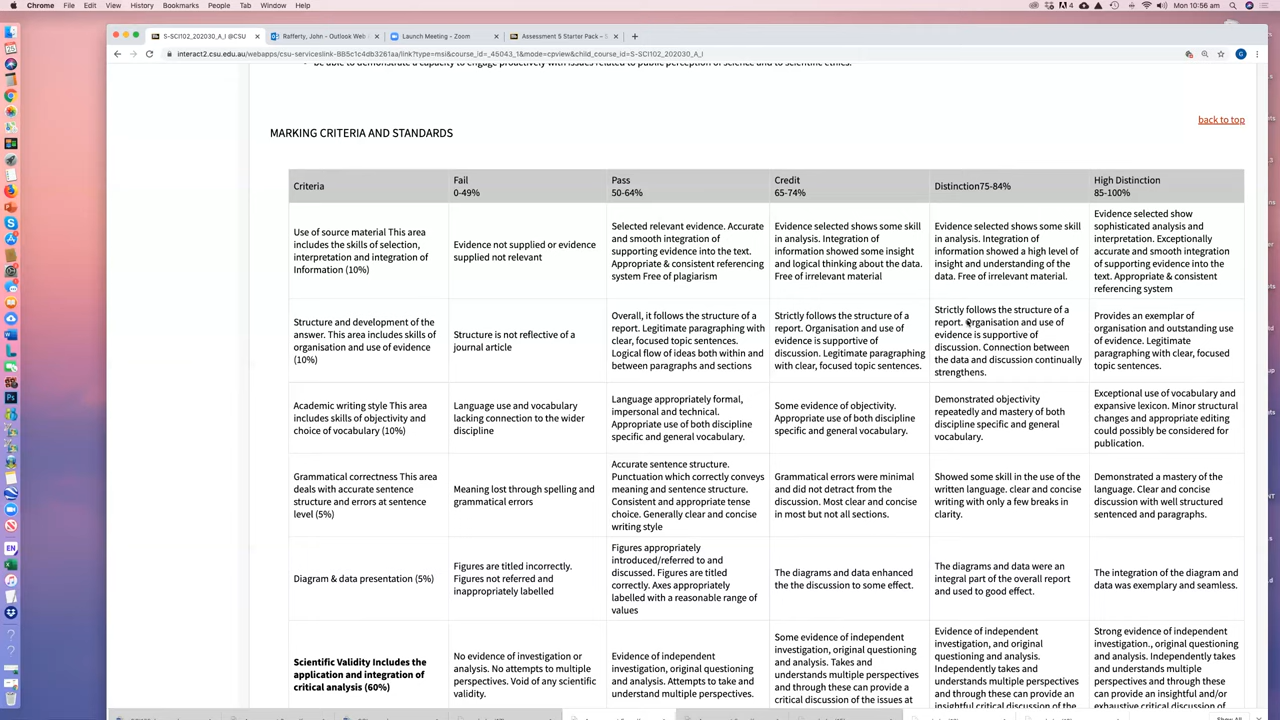 Chrome File Edit View History Bookmarks People Tab Window Help
4 Mon 10:56 am
S-SCI102_202030_A_I @CSU
Rafferty, John - Outlook Web
Launch Meeting - Zoom
Assessment 5 Starter Pack – S
interact2.csu.edu.au/webapps/csu-serviceslink-BB5c1c4db3261aa/link?type=msi&course_id=_45043_1&mode=cpview&child_course_id=S-SCI102_202030_A_I
be able to demonstrate a capacity to engage productively with issues related to public perception of science and to scientific ethics.
back to top
MARKING CRITERIA AND STANDARDS
Criteria
Fail
0-49%
Pass
50-64%
Credit
65-74%
Distinction75-84%
High Distinction
85-100%
Use of source material This area
includes the skills of selection,
interpretation and integration of
Information (10%)
Evidence not supplied or evidence
supplied not relevant
Selected relevant evidence. Accurate
and smooth integration of
supporting evidence into the text.
Appropriate & consistent referencing
system Free of plagiarism
Evidence selected shows some skill
in analysis. Integration of
information showed some insight
and logical thinking about the data.
Free of irrelevant material
Evidence selected shows some skill
in analysis. Integration of
information showed a high level of
insight and understanding of the
data. Free of irrelevant material.
Evidence selected show
sophisticated analysis and
interpretation. Exceptionally
accurate and smooth integration
of supporting evidence into the
text. Appropriate & consistent
referencing system
Structure and development of the
answer. This area includes skills of
organisation and use of evidence
(10%)
Structure is not reflective of a
journal article
Overall, it follows the structure of a
report. Legitimate paragraphing with
clear, focused topic sentences.
Logical flow of ideas both within and
between paragraphs and sections
Strictly follows the structure of a
report. Organisation and use of
evidence is supportive of
discussion. Legitimate paragraphing
with clear, focused topic sentences.
Strictly follows the structure of a
report. Organisation and use of
evidence is supportive of
discussion. Connection between
the data and discussion continually
strengthens.
Provides an exemplar of
organisation and outstanding use
of evidence. Legitimate
paragraphing with clear, focused
topic sentences.
Academic writing style This area
includes skills of objectivity and
choice of vocabulary (10%)
Language use and vocabulary
lacking connection to the wider
discipline
Language appropriately formal,
impersonal and technical.
Appropriate use of both discipline
specific and general vocabulary.
Some evidence of objectivity.
Appropriate use of both discipline
specific and general vocabulary.
Demonstrated objectivity
repeatedly and mastery of both
discipline specific and general
vocabulary.
Exceptional use of vocabulary and
expansive lexicon. Minor structural
changes and appropriate editing
could possibly be considered for
publication.
Grammatical correctness This area
deals with accurate sentence
structure and errors at sentence
level (5%)
Meaning lost through spelling and
grammatical errors
Accurate sentence structure.
Punctuation which correctly conveys
meaning and sentence structure.
Consistent and appropriate tense
choice. Generally clear and concise
writing style
Grammatical errors were minimal
and did not detract from the
discussion. Most clear and concise
in most but not all sections.
Showed some skill in the use of the
written language. clear and concise
writing with only a few breaks in
clarity.
Demonstrated a mastery of the
language. Clear and concise
discussion with well structured
sentenced and paragraphs.
Diagram & data presentation (5%)
Figures are titled incorrectly.
Figures not referred and
inappropriately labelled
Figures appropriately
introduced/referred to and
discussed. Figures are titled
correctly. Axes appropriately
labelled with a reasonable range of
values
The diagrams and data enhanced
the the discussion to some effect.
The diagrams and data were an
integral part of the overall report
and used to good effect.
The integration of the diagram and
data was exemplary and seamless.
Scientific Validity Includes the
application and integration of
critical analysis (60%)
No evidence of investigation or
analysis. No attempts to multiple
perspectives. Void of any scientific
validity.
Evidence of independent
investigation, original questioning
and analysis. Attempts to take and
understand multiple perspectives.
Some evidence of independent
investigation, original questioning
and analysis. Takes and
understands multiple perspectives
and through these can provide a
critical discussion of the issues at
Evidence of independent
investigation, and original
questioning and analysis.
Independently takes and
understands multiple perspectives
and through these can provide an
insightful critical discussion of the
Strong evidence of independent
investigation., original questioning
and analysis. Independently takes
and understands multiple
perspectives and through these
can provide an insightful and/or
exhaustive critical discussion of